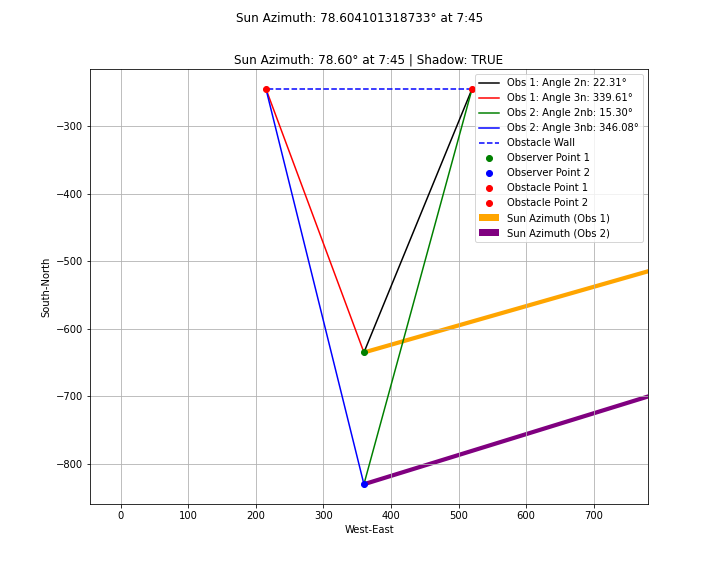 Sun Azimuth: 78.604101318733° at 7:45
Sun Azimuth: 78.60° at 7:45 | Shadow: TRUE
Obs 1: Angle 2n: 22.31°
Obs 1: Angle 3n: 339.61°
Obs 2: Angle 2nb: 15.30°
Obs 2: Angle 3nb: 346.08°
Obstacle Wall
Observer Point 1
Observer Point 2
Obstacle Point 1
Obstacle Point 2
Sun Azimuth (Obs 1)
Sun Azimuth (Obs 2)
South-North
−300
−400
−500
−600
−700
−800
0 100 200 300 400 500 600 700
West-East